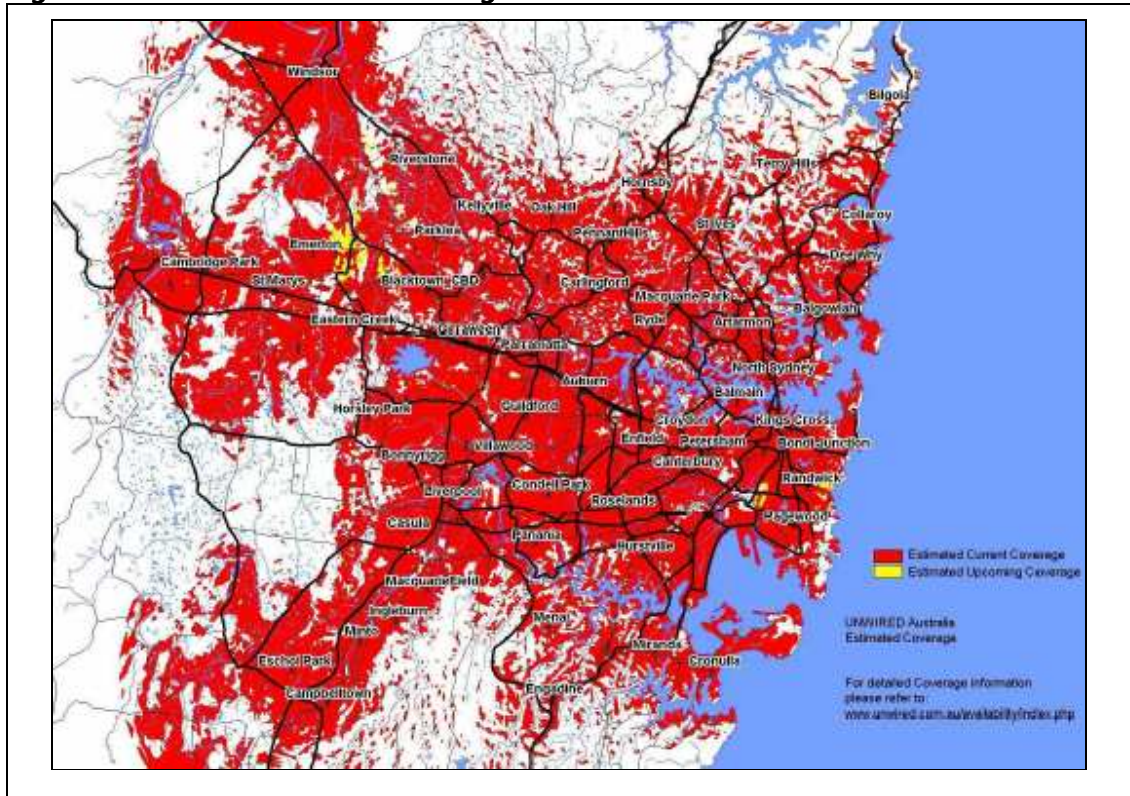 Windsor
Bilgola
Riverstone
Terry Hills
Hornsby
Kellyville
Oak Hill
Collaroy
St Ives
Parklea
Pennant Hills
Emerton
Dee Why
Cambridge Park
St Marys
Blacktown CBD
Carlingford
Macquarie Park
Balgowlah
Eastern Creek
Ryde
Artarmon
Parramatta
North Sydney
Auburn
Balmain
Horsley Park
Guildford
Croydon
Kings Cross
Enfield
Petersham
Bondi Junction
Villawood
Bonnyrigg
Canterbury
Randwick
Liverpool
Condell Park
Roselands
Casula
Pagewood
Panania
Hurstville
Estimated Current Coverage
Estimated Upcoming Coverage
Macquarie Field
Ingleburn
Menai
Minto
Miranda
UNWIRED Australia
Estimated Coverage
Eschol Park
Cronulla
Campbelltown
Engadine
For detailed Coverage information
please refer to
www.unwired.com.au/availability/index.php